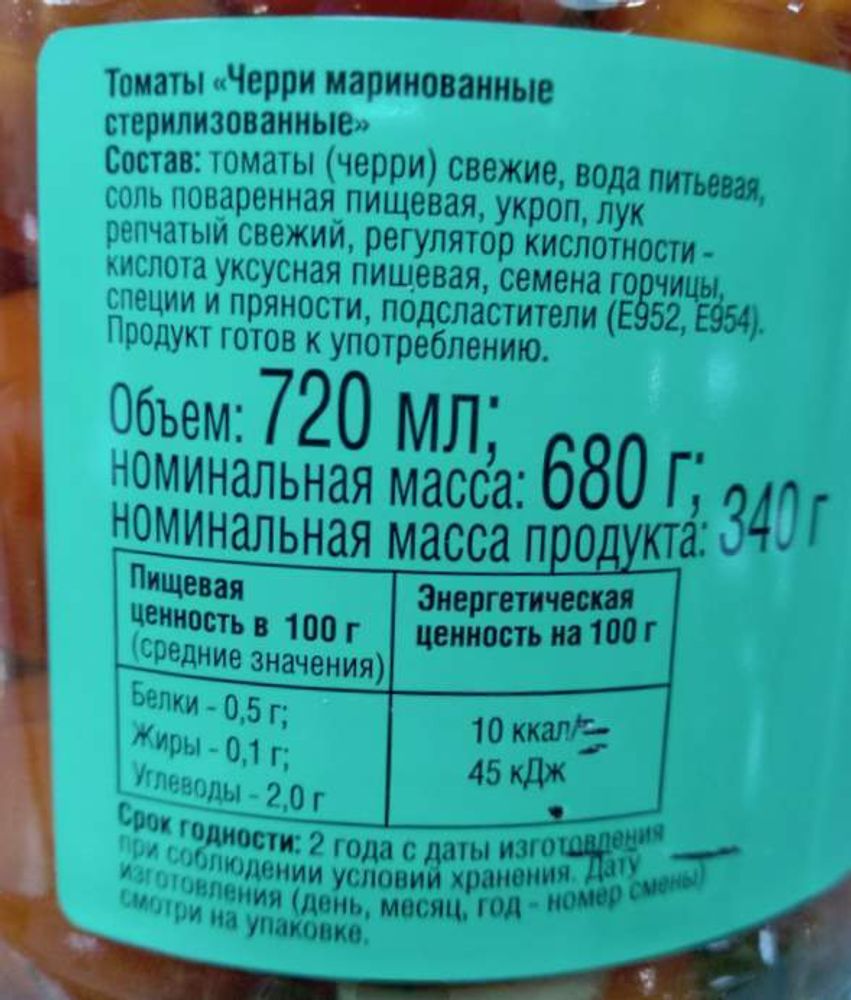 Томаты «Черри маринованные
стерилизованные»
Состав: томаты (черри) свежие, вода питьевая,
соль поваренная пищевая, укроп, лук
репчатый свежий, регулятор кислотности -
кислота уксусная пищевая, семена горчицы,
специи и пряности, подсластители (Е952, Е954).
Продукт готов к употреблению.
Объем: 720 мл;
номинальная масса: 680 г;
номинальная масса продукта: 340 г
Пищевая
ценность в 100 г
(средние значения)
Энергетическая
ценность на 100 г
Белки - 0,5 г;
Жиры - 0,1 г;
Углеводы - 2,0 г
10 ккал/
45 кДж
Срок годности: 2 года с даты изготовления
при соблюдении условий хранения. Дату
изготовления (день, месяц, год - номер смены)
смотри на упаковке.